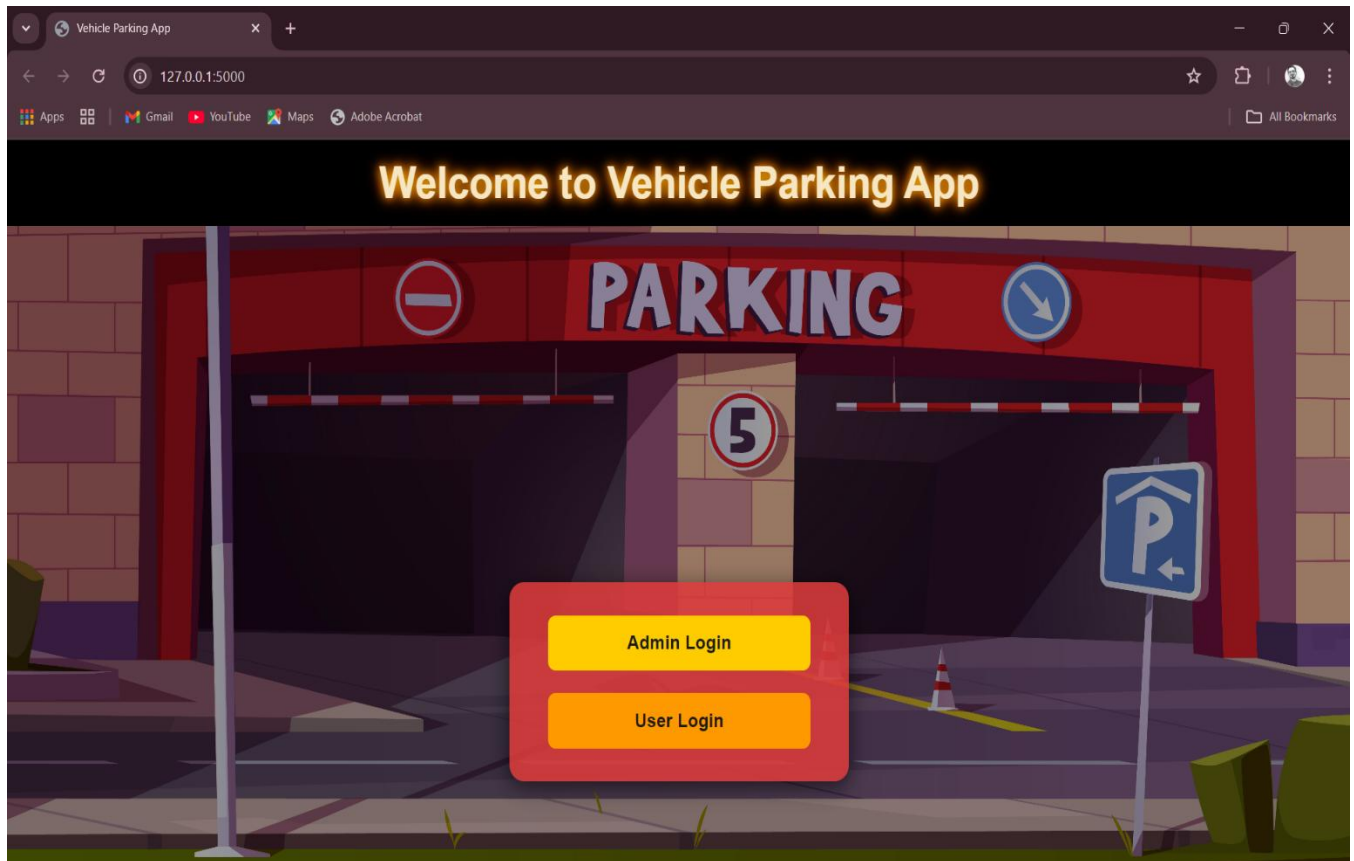 Vehicle Parking App
127.0.0.1:5000
Apps Gmail YouTube Maps Adobe Acrobat All Bookmarks
Welcome to Vehicle Parking App
PARKING
5
P
Admin Login
User Login